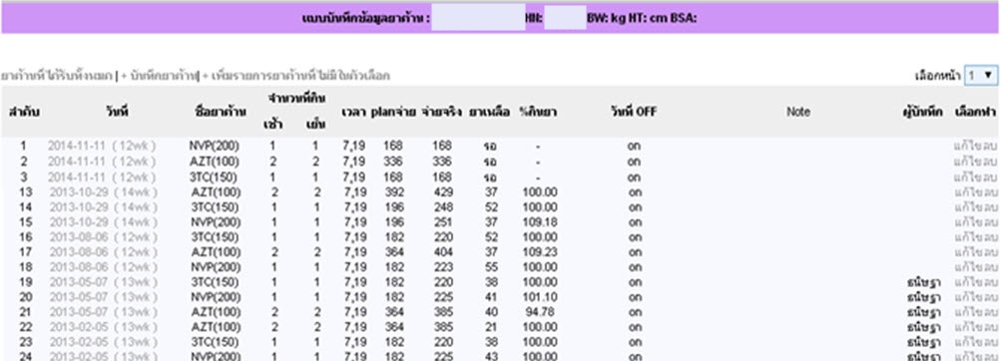 แบบบันทึกข้อมูลยาต้าน : HN: BW: kg HT: cm BSA:
ยาต้านที่ได้รับทั้งหมด | + บันทึกยาต้าน| + เพิ่มรายการยาต้านที่ไม่มีในตัวเลือก เลือกหน้า 1
ลำดับ วันที่ ชื่อยาต้าน จำนวนที่กิน เวลา planจ่าย จ่ายจริง ยาเหลือ %กินยา วันที่ OFF Note ผู้บันทึก เลือกทำ
เช้า เย็น
1 2014-11-11 ( 12wk ) NVP(200) 1 1 7,19 168 168 รอ - on แก้ไข ลบ
2 2014-11-11 ( 12wk ) AZT(100) 2 2 7,19 336 336 รอ - on แก้ไข ลบ
3 2014-11-11 ( 12wk ) 3TC(150) 1 1 7,19 168 168 รอ - on แก้ไข ลบ
13 2013-10-29 ( 14wk ) AZT(100) 2 2 7,19 392 429 37 100.00 on แก้ไข ลบ
14 2013-10-29 ( 14wk ) 3TC(150) 1 1 7,19 196 248 52 100.00 on แก้ไข ลบ
15 2013-10-29 ( 14wk ) NVP(200) 1 1 7,19 196 251 37 109.18 on แก้ไข ลบ
16 2013-08-06 ( 12wk ) 3TC(150) 1 1 7,19 182 220 52 100.00 on แก้ไข ลบ
17 2013-08-06 ( 12wk ) AZT(100) 2 2 7,19 364 404 37 109.23 on แก้ไข ลบ
18 2013-08-06 ( 12wk ) NVP(200) 1 1 7,19 182 223 55 100.00 on แก้ไข ลบ
19 2013-05-07 ( 13wk ) 3TC(150) 1 1 7,19 182 220 38 100.00 on ธนิษฐา แก้ไข ลบ
20 2013-05-07 ( 13wk ) NVP(200) 1 1 7,19 182 225 41 101.10 on ธนิษฐา แก้ไข ลบ
21 2013-05-07 ( 13wk ) AZT(100) 2 2 7,19 364 385 40 94.78 on ธนิษฐา แก้ไข ลบ
22 2013-02-05 ( 13wk ) AZT(100) 2 2 7,19 364 385 21 100.00 on ธนิษฐา แก้ไข ลบ
23 2013-02-05 ( 13wk ) 3TC(150) 1 1 7,19 182 220 38 100.00 on ธนิษฐา แก้ไข ลบ
24 2013-02-05 ( 13wk ) NVP(200) 1 1 7,19 182 225 43 100.00 on ธนิษฐา แก้ไข ลบ